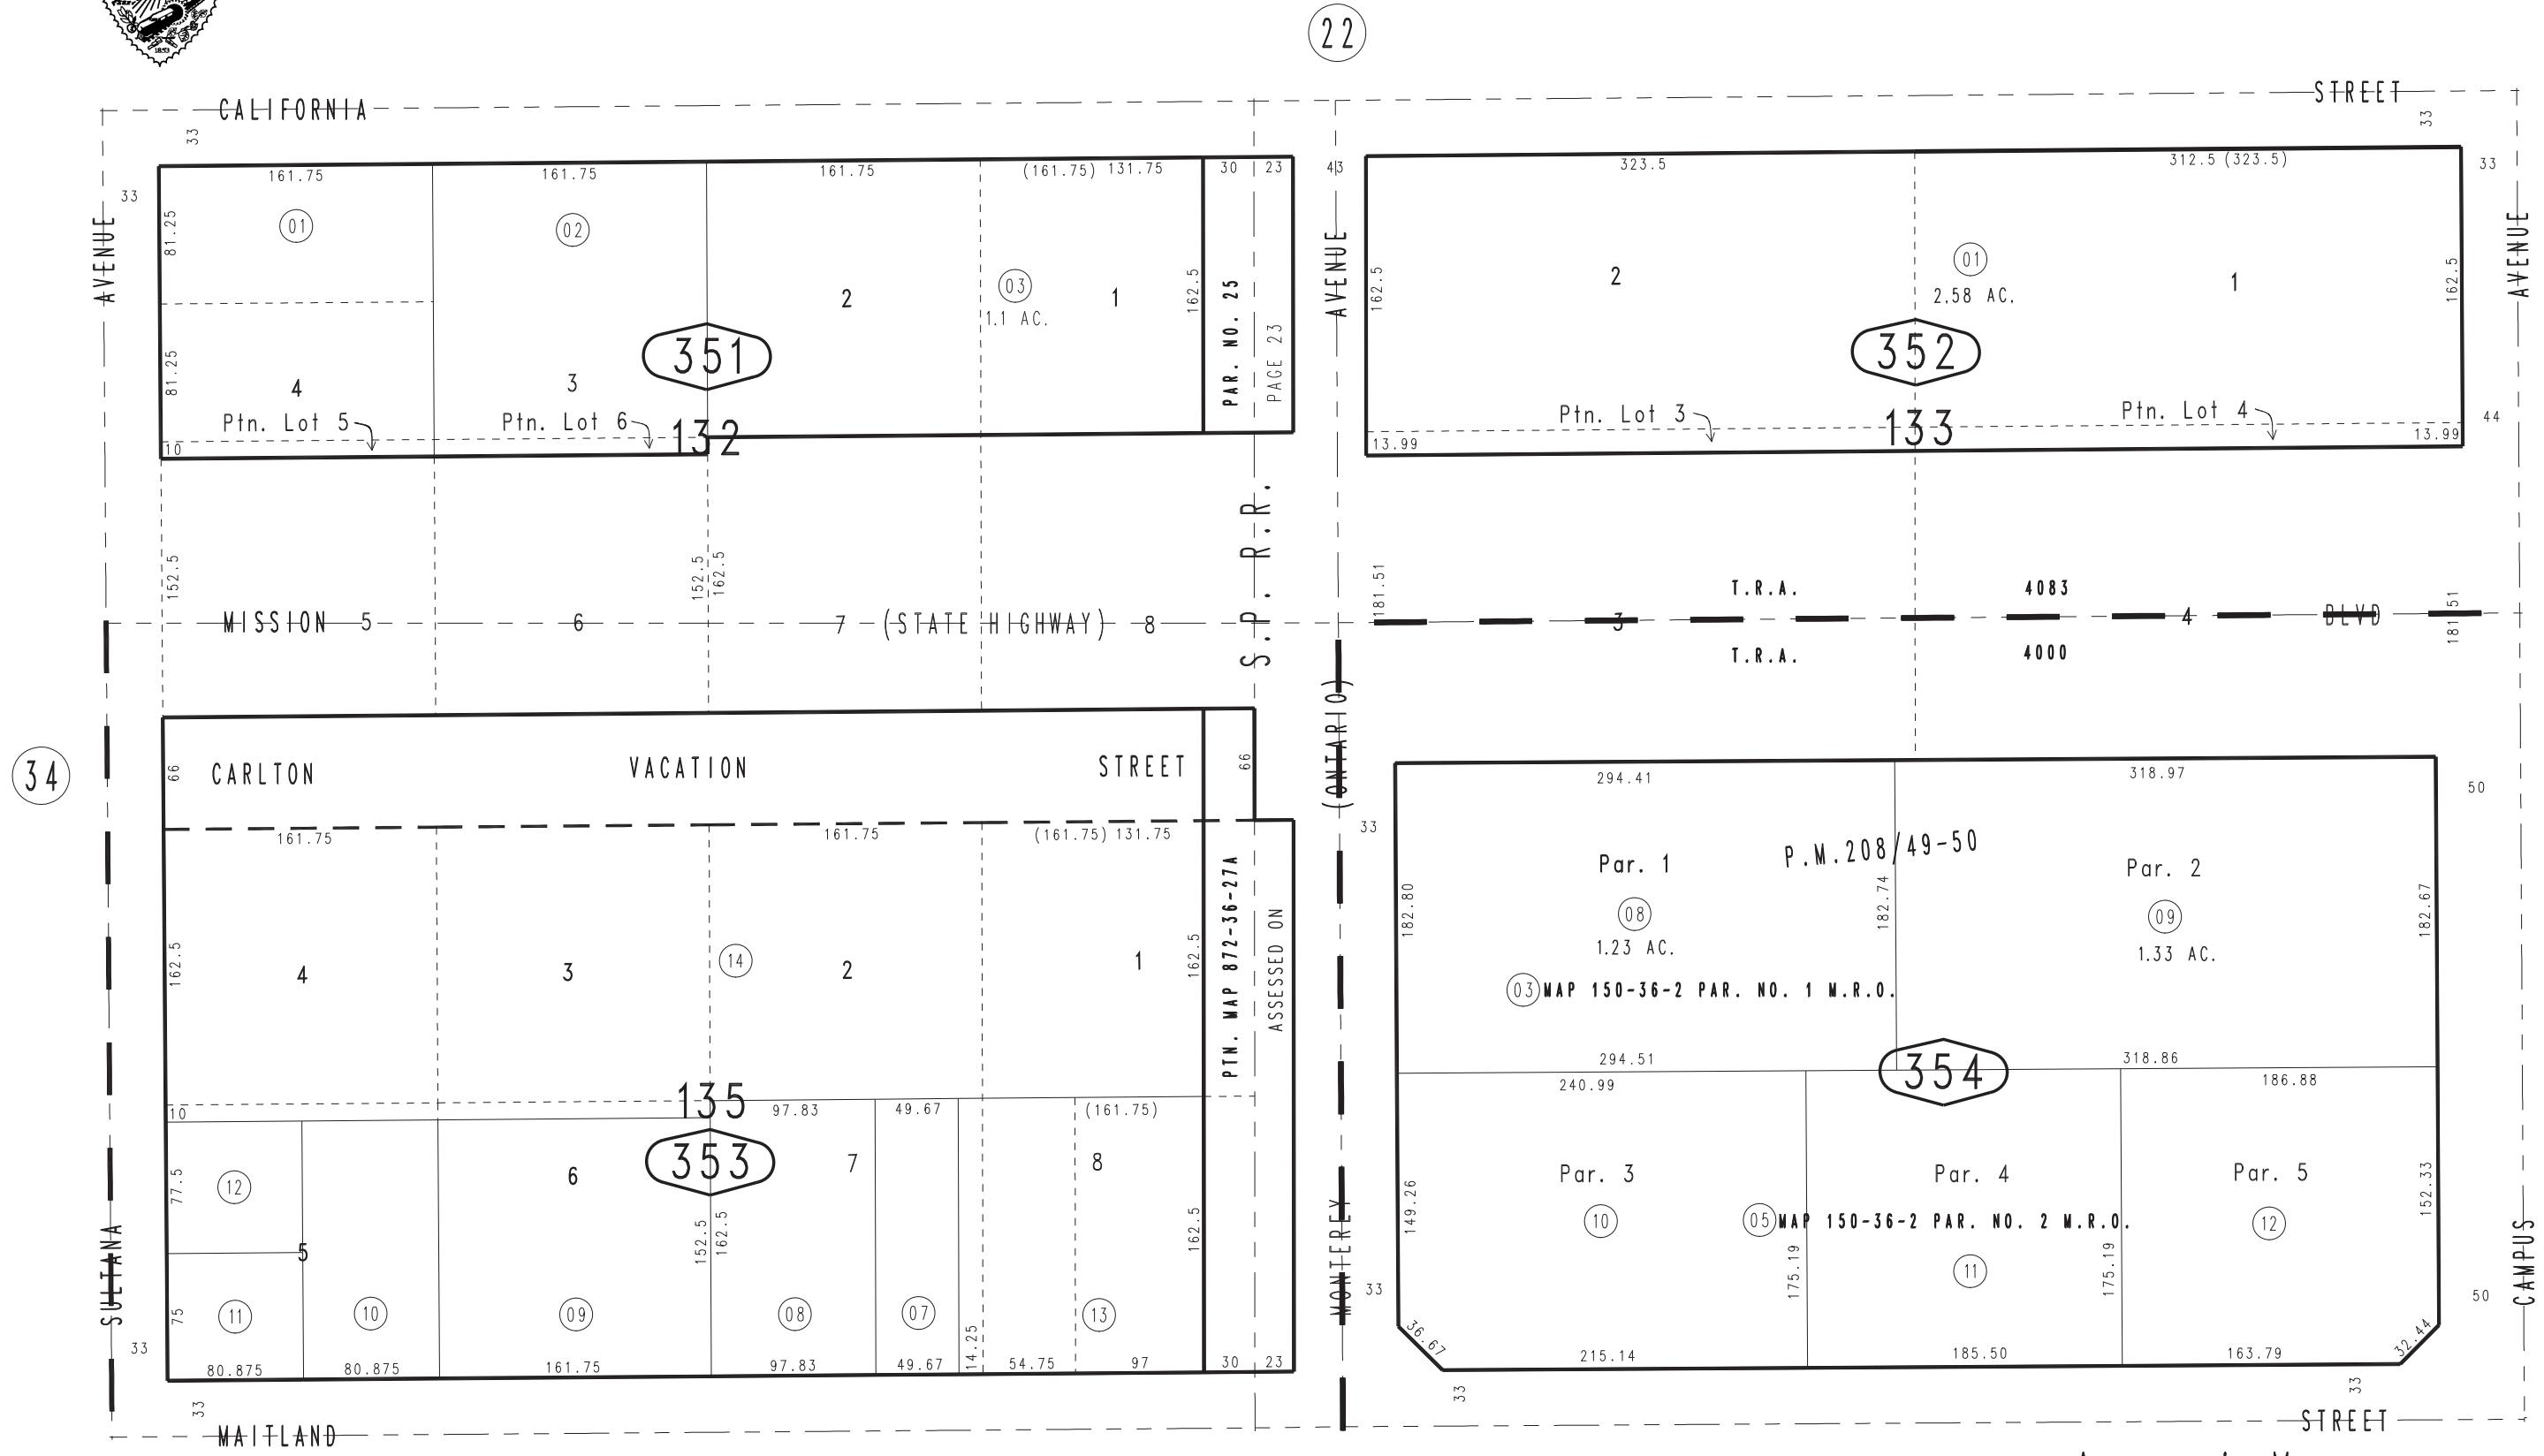 1853
22
CALIFORNIA STREET
33 33
161.75 161.75 161.75 (161.75) 131.75 30 23 43 323.5 312.5 (323.5) 33
33
AVENUE AVENUE AVENUE
81.25 01 02
2 03 1 162.5 PAR. NO. 25
1.1 AC.
PAGE 23
162.5 2 01 1 162.5
2.58 AC.
351 352
81.25 4 3
Ptn. Lot 5 Ptn. Lot 6 132 Ptn. Lot 3 133 Ptn. Lot 4 44
10 13.99 13.99
S.P. R.R.
152.5 152.5 162.5 181.51 T.R.A. 4083 181.51
MISSION 5 6 7 (STATE HIGHWAY) 8 3 4 BLVD
T.R.A. 4000
(ONTARIO)
34
66 CARLTON VACATION STREET 66
294.41 318.97 50
33
161.75 161.75 (161.75) 131.75
P.M.208/49-50
Par. 1 Par. 2
182.80 08 182.74 09 182.67
1.23 AC. 1.33 AC.
162.5 4 3 14 2 1 162.5
PTN. MAP 872-36-27A
ASSESSED ON
03 MAP 150-36-2 PAR. NO. 1 M.R.O.
294.51 318.86
354
240.99 186.88
10 135 97.83 49.67 (161.75)
353
77.5 12 6 7 8
Par. 3 Par. 4 Par. 5
149.26 10 05 MAP 150-36-2 PAR. NO. 2 M.R.O. 12 152.33
152.5 162.5 162.5
5
175.19 11 175.19
SULTANA MONTEREY CAMPUS
75 11 10 09 08 07 13
33 50
33 14.25
36.67 32.44
80.875 80.875 161.75 97.83 49.67 54.75 97 30 23
215.14 185.50 163.79
33 33 33
MAITLAND STREET